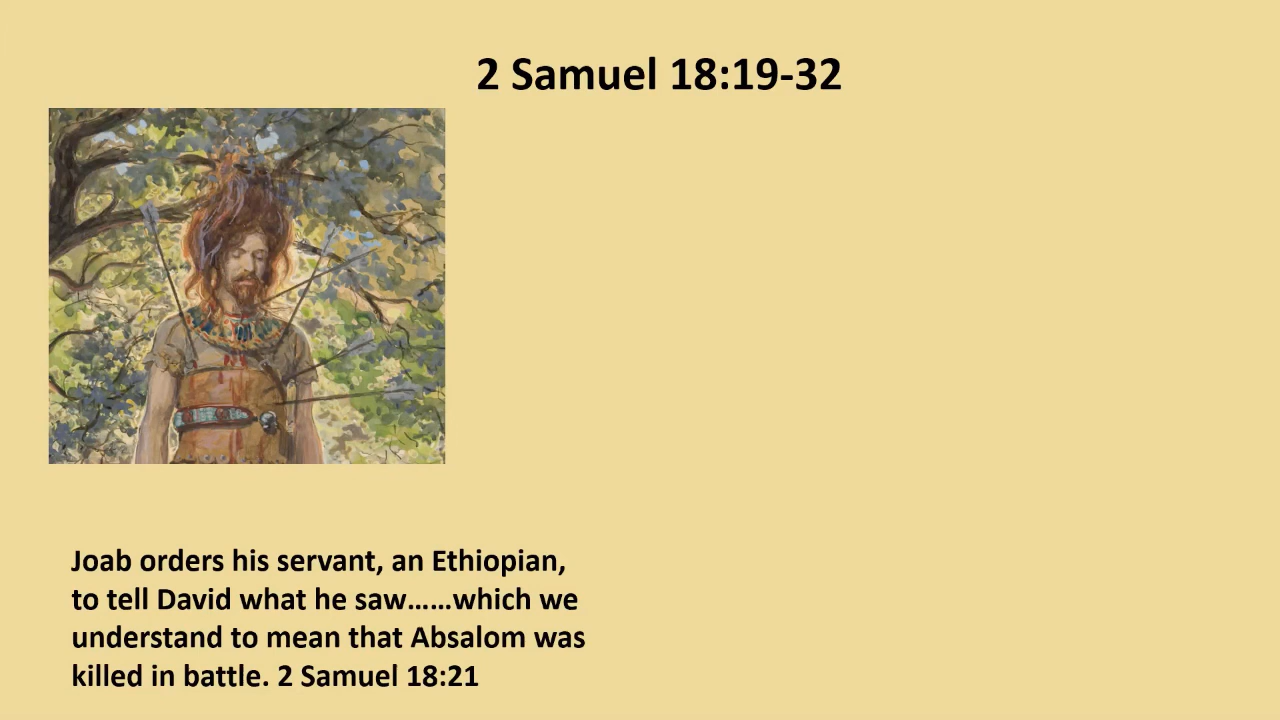 2 Samuel 18:19-32
Joab orders his servant, an Ethiopian,
to tell David what he saw……which we
understand to mean that Absalom was
killed in battle. 2 Samuel 18:21